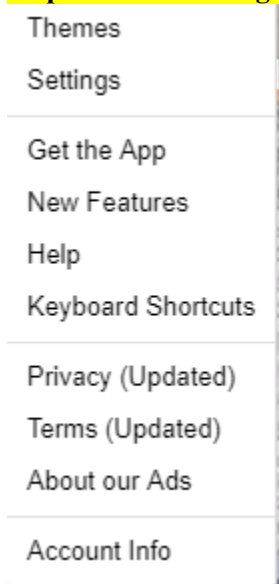 Themes
Settings
Get the App
New Features
Help
Keyboard Shortcuts
Privacy (Updated)
Terms (Updated)
About our Ads
Account Info